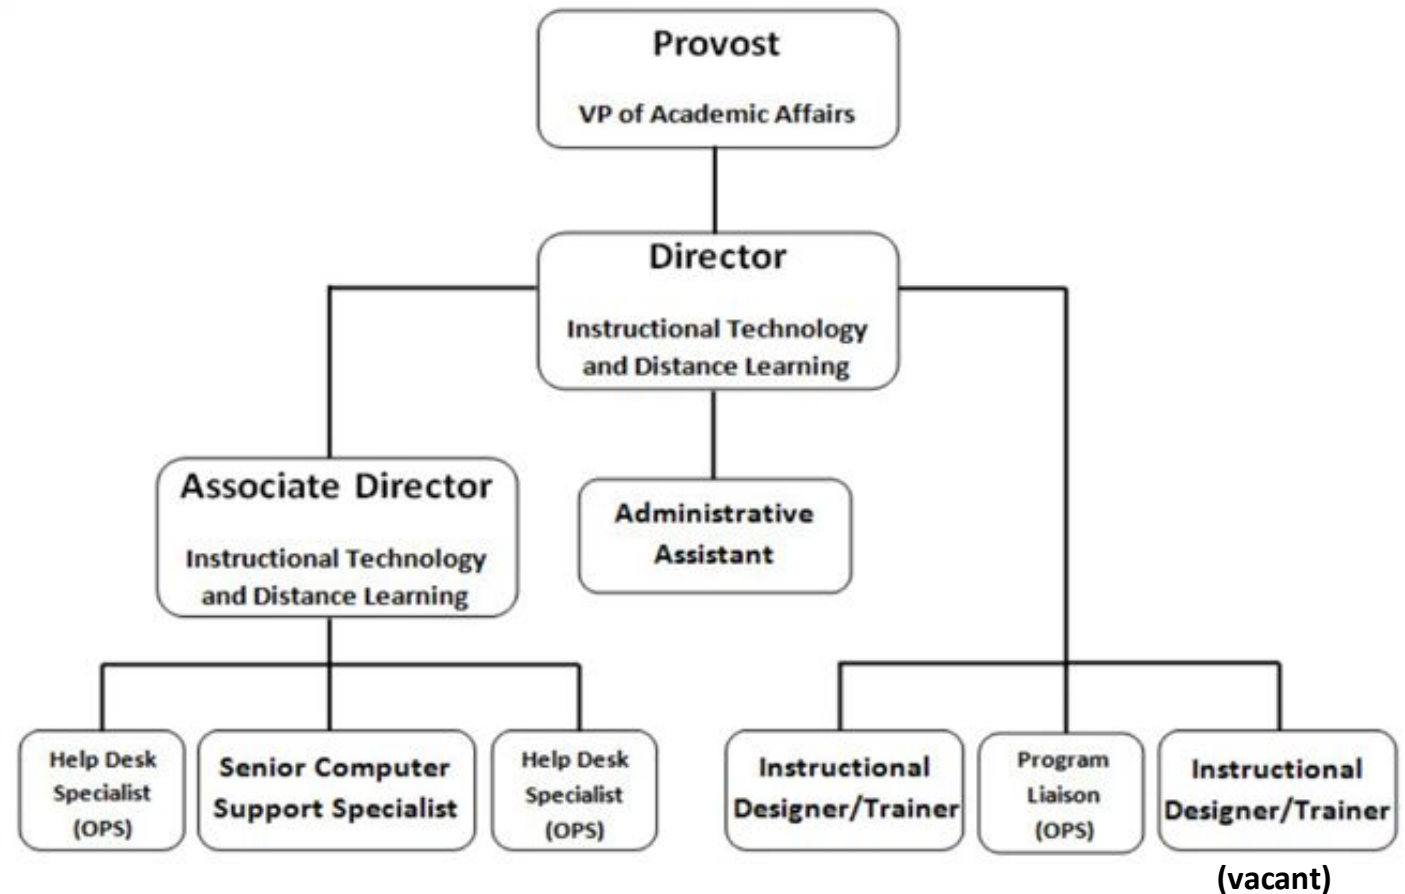 Provost
VP of Academic Affairs
Director
Instructional Technology
and Distance Learning
Associate Director
Instructional Technology
and Distance Learning
Administrative
Assistant
Help Desk
Specialist
(OPS)
Senior Computer
Support Specialist
Help Desk
Specialist
(OPS)
Instructional
Designer/Trainer
Program
Liaison
(OPS)
Instructional
Designer/Trainer
(vacant)